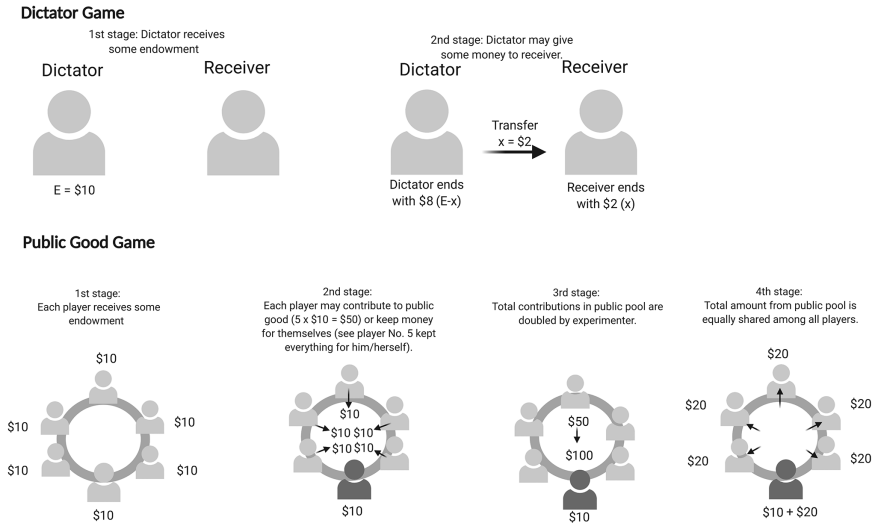 Dictator Game
1st stage: Dictator receives
some endowment
Dictator
Receiver
E = $10
2nd stage: Dictator may give
some money to receiver.
Dictator
Receiver
Transfer
x = $2
Dictator ends
with $8 (E-x)
Receiver ends
with $2 (x)
Public Good Game
1st stage:
Each player receives some
endowment
$10
$10
$10
$10
$10
$10
2nd stage:
Each player may contribute to public
good (5 x $10 = $50) or keep money
for themselves (see player No. 5 kept
everything for him/herself).
$10
$10 $10
$10 $10
$10
3rd stage:
Total contributions in public pool are
doubled by experimenter.
$50
$100
$10
4th stage:
Total amount from public pool is
equally shared among all players.
$20
$20
$20
$20
$20
$10 + $20